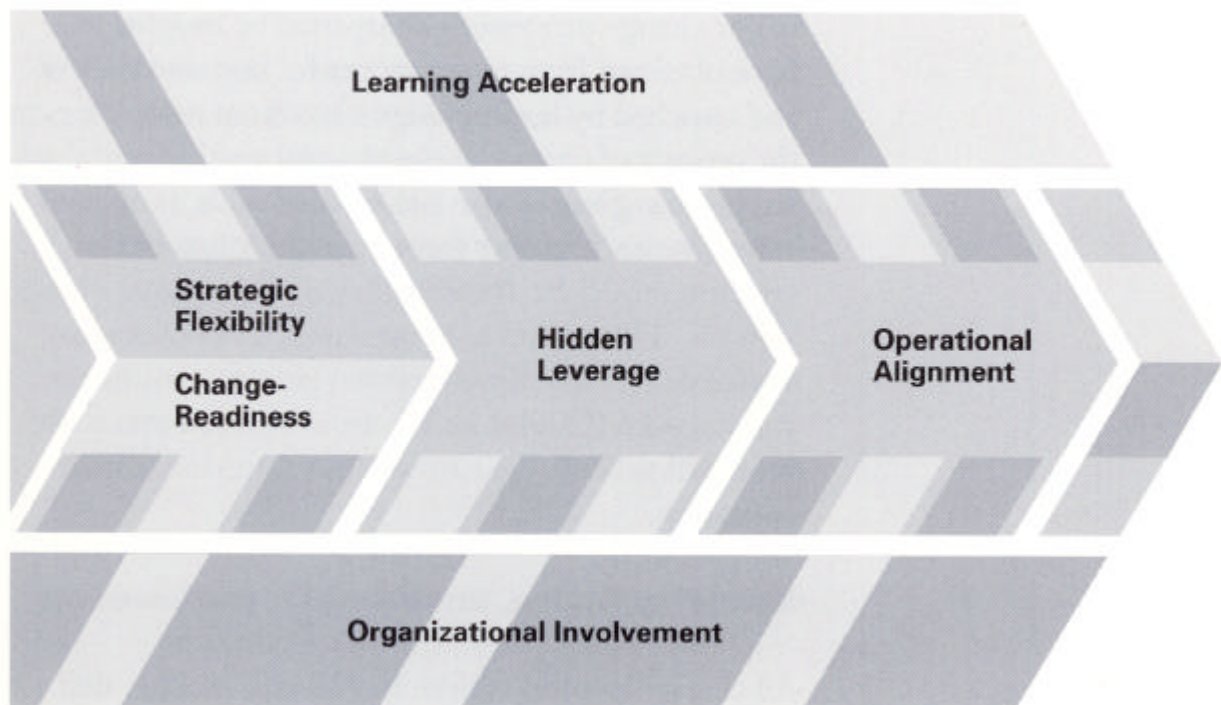 Learning Acceleration
Strategic
Flexibility
Change-
Readiness
Hidden
Leverage
Operational
Alignment
Organizational Involvement